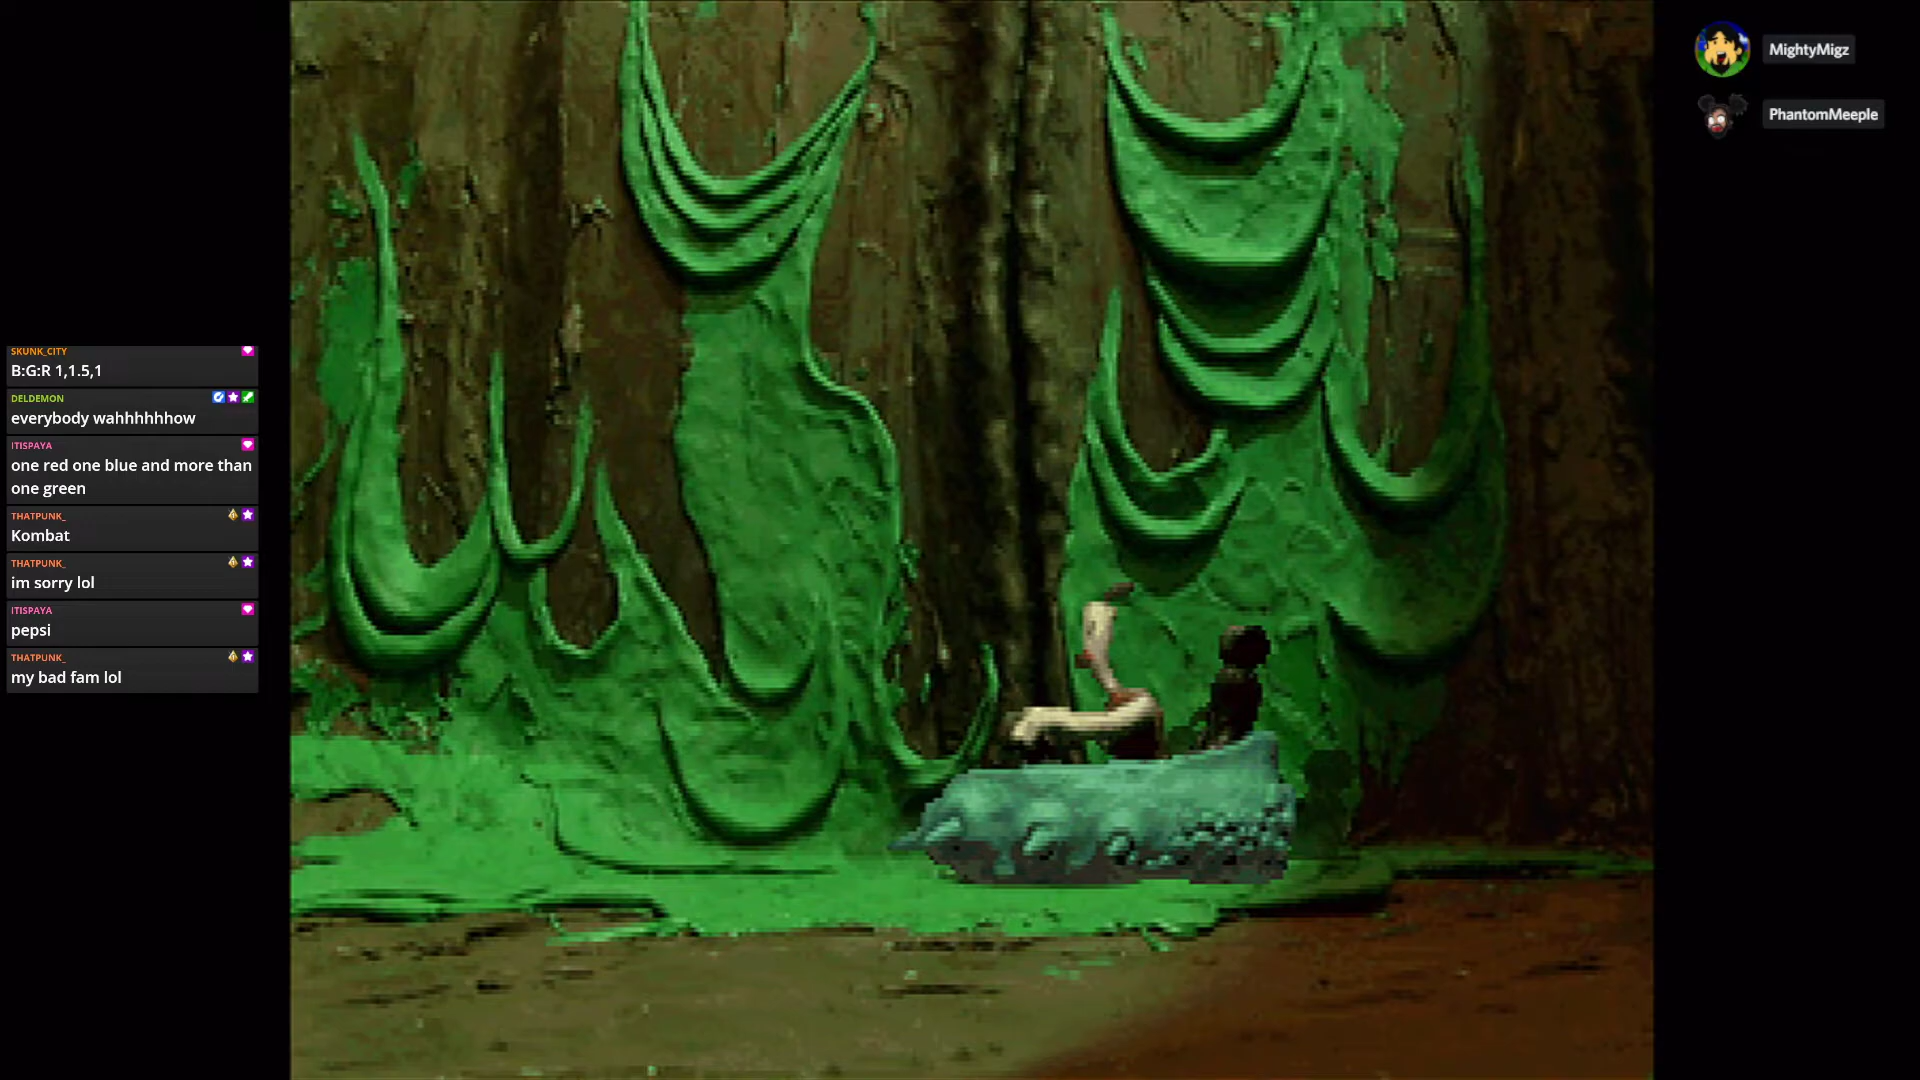 MightyMigz
PhantomMeeple
SKUNK_CITY
B:G:R 1,1.5,1
DELDEMON
everybody wahhhhhhow
ITISPAYA
one red one blue and more than
one green
THATPUNK_
Kombat
THATPUNK_
im sorry lol
ITISPAYA
pepsi
THATPUNK_
my bad fam lol